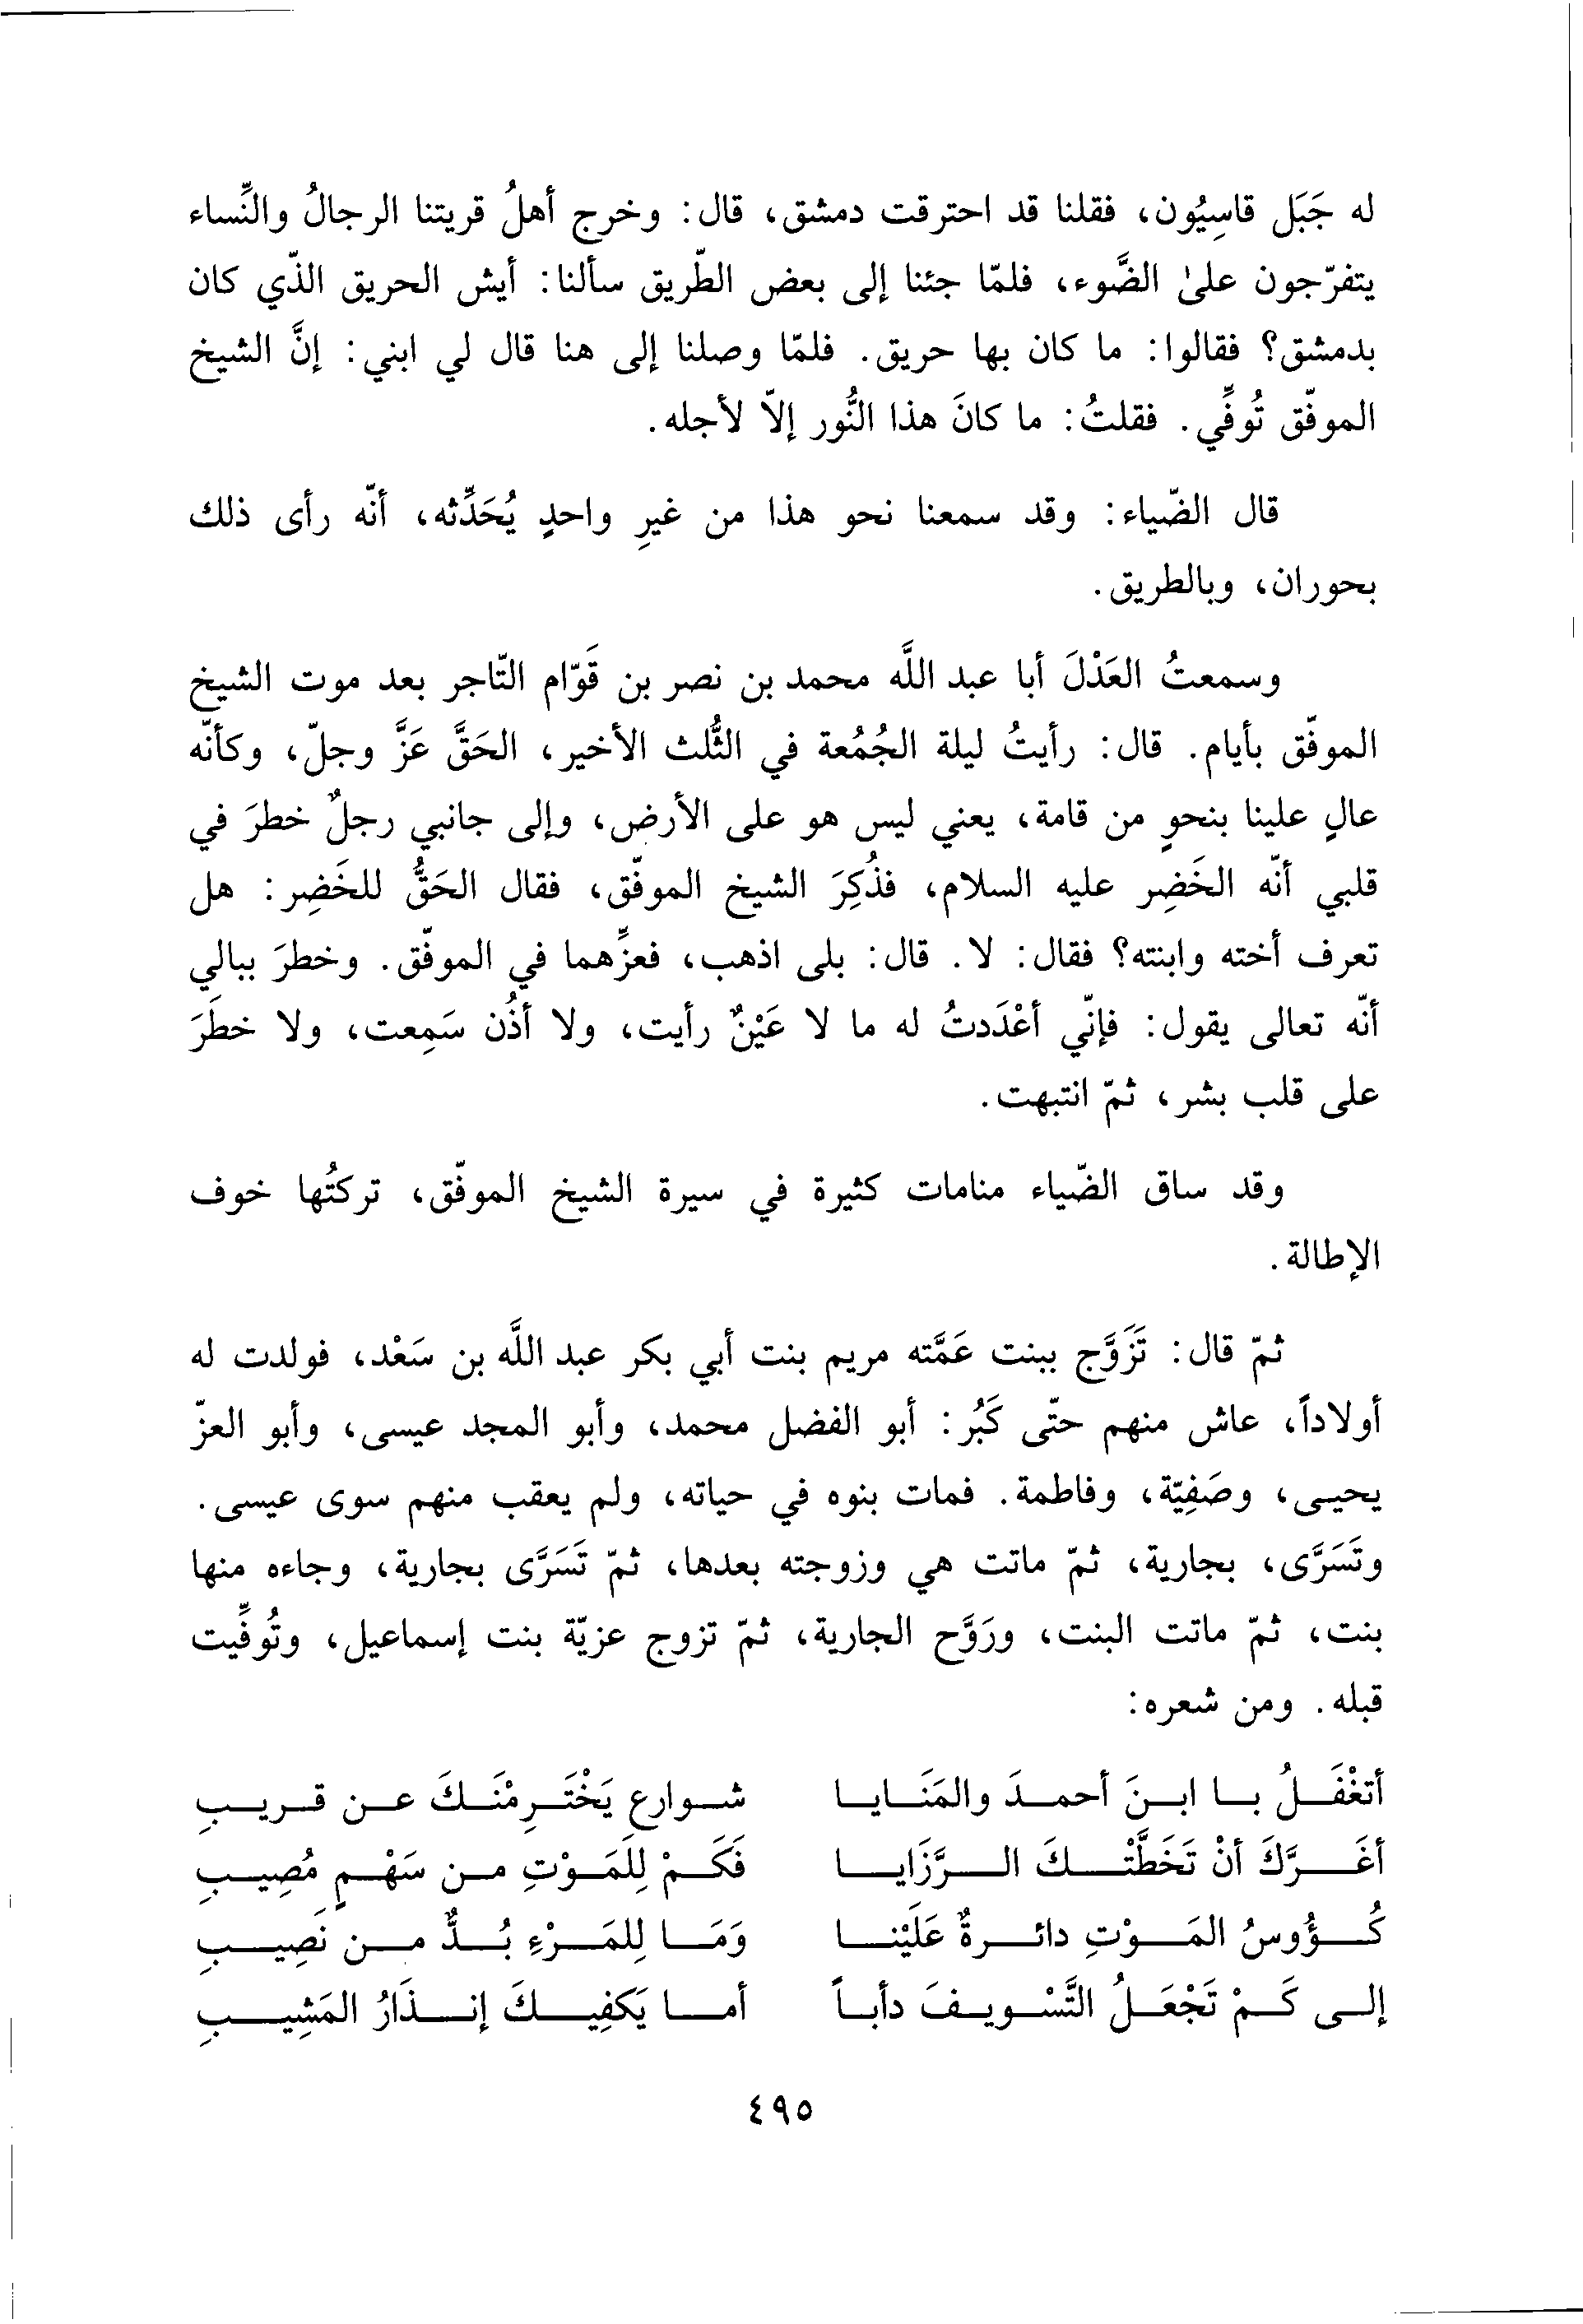 له جَبَل قاسِيُون، فقلنا قد احترقت دمشق، قال: وخرج أهلُ قريتنا الرجالُ والنِّساء
يتفرّجون علىٰ الضَّوء، فلمّا جئنا إلى بعض الطّريق سألنا: أيش الحريق الذّي كان
بدمشق؟ فقالوا: ما كان بها حريق. فلمّا وصلنا إلى هنا قال لي ابني: إنَّ الشيخ
الموفّق تُوفِّي. فقلتُ: ما كانَ هذا النُّور إلاّ لأجله.
قال الضّياء: وقد سمعنا نحو هذا من غيرِ واحدٍ يُحَدِّثه، أنّه رأى ذلك
بحوران، وبالطريق.
وسمعتُ العَدْلَ أبا عبد اللَّه محمد بن نصر بن قَوّام التّاجر بعد موت الشيخ
الموفّق بأيام. قال: رأيتُ ليلة الجُمُعة في الثُّلث الأخير، الحَقَّ عَزَّ وجلّ، وكأنّه
عالٍ علينا بنحوٍ من قامة، يعني ليس هو على الأرض، وإلى جانبي رجلٌ خطرَ في
قلبي أنّه الخَضِر عليه السلام، فذُكِرَ الشيخ الموفّق، فقال الحَقُّ للخَضِر: هل
تعرف أخته وابنته؟ فقال: لا. قال: بلى اذهب، فعزِّهما في الموفّق. وخطرَ ببالي
أنّه تعالى يقول: فإنّي أعْدَدتُ له ما لا عَيْنٌ رأيت، ولا أذُن سَمِعت، ولا خطَرَ
على قلب بشر، ثمّ انتبهت.
وقد ساق الضّياء منامات كثيرة في سيرة الشيخ الموفّق، تركتُها خوف
الإطالة.
ثمّ قال: تَزَوَّج ببنت عَمَّته مريم بنت أبي بكر عبد اللَّه بن سَعْد، فولدت له
أولاداً، عاش منهم حتّى كَبُر: أبو الفضل محمد، وأبو المجد عيسى، وأبو العزّ
يحيى، وصَفِيّة، وفاطمة. فمات بنوه في حياته، ولم يعقب منهم سوى عيسى.
وتَسَرَّى، بجارية، ثمّ ماتت هي وزوجته بعدها، ثمّ تَسَرَّى بجارية، وجاءه منها
بنت، ثمّ ماتت البنت، ورَوَّح الجارية، ثمّ تزوج عزيّة بنت إسماعيل، وتُوفِّيت
قبله. ومن شعره:
أتغْفَلُ با ابنَ أحمدَ والمَنَايا شوارع يَخْتَرِمْنَكَ عن قريبِ
أغَرَّكَ أنْ تَخَطَّتْكَ الرَّزَايا فَكَمْ لِلَمَوْتِ من سَهْمٍ مُصِيبِ
كُؤُوسُ المَوْتِ دائرةٌ عَلَيْنا وَمَا لِلمَرْءِ بُدٌّ من نَصِيبِ
إلى كَمْ تَجْعَلُ التَّسْويفَ دأباً أما يَكفِيكَ إنذَارُ المَشِيبِ
٤٩٥